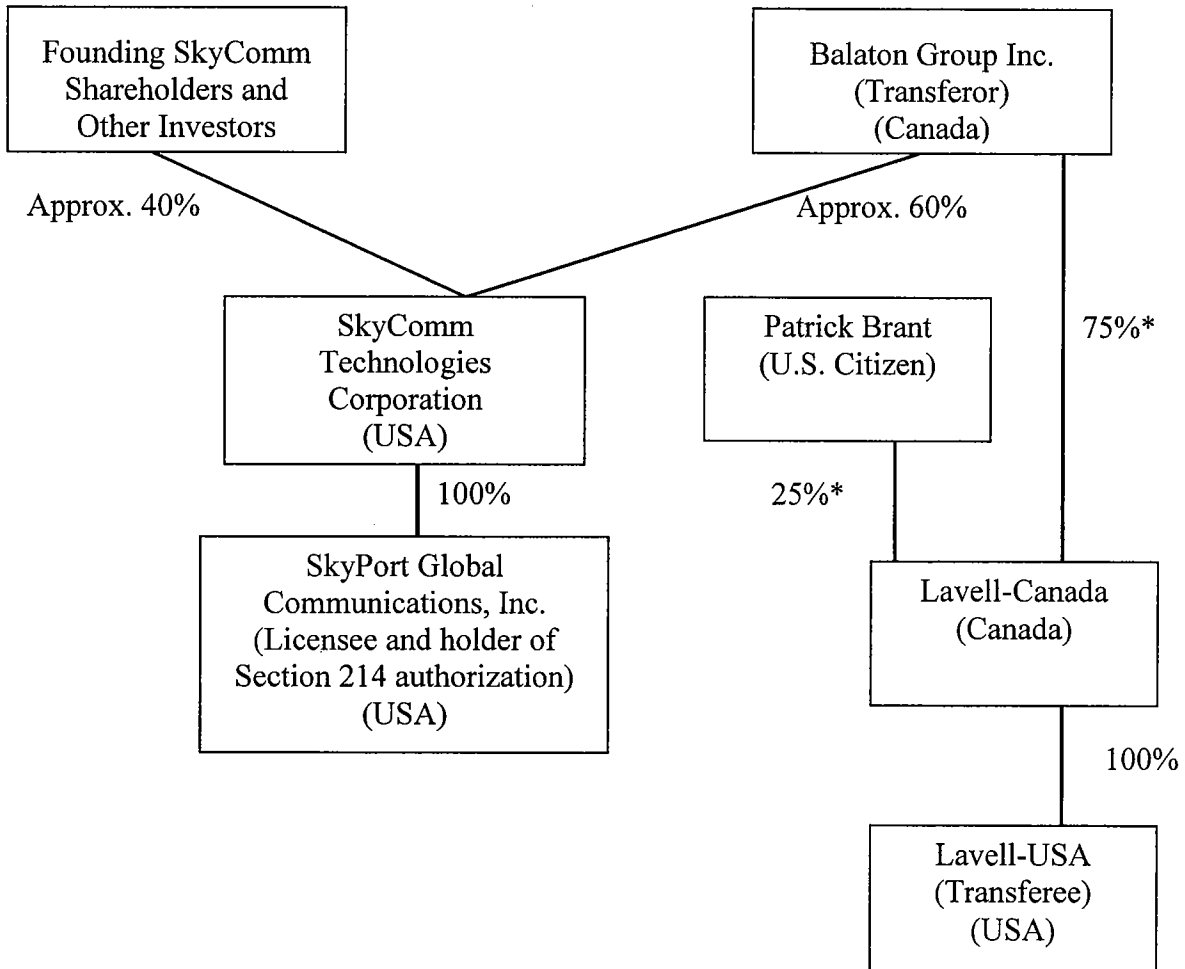 Founding SkyComm
Shareholders and
Other Investors
Balaton Group Inc.
(Transferor)
(Canada)
Approx. 40%
Approx. 60%
SkyComm
Technologies
Corporation
(USA)
Patrick Brant
(U.S. Citizen)
75%*
100%
25%*
SkyPort Global
Communications, Inc.
(Licensee and holder of
Section 214 authorization)
(USA)
Lavell-Canada
(Canada)
100%
Lavell-USA
(Transferee)
(USA)